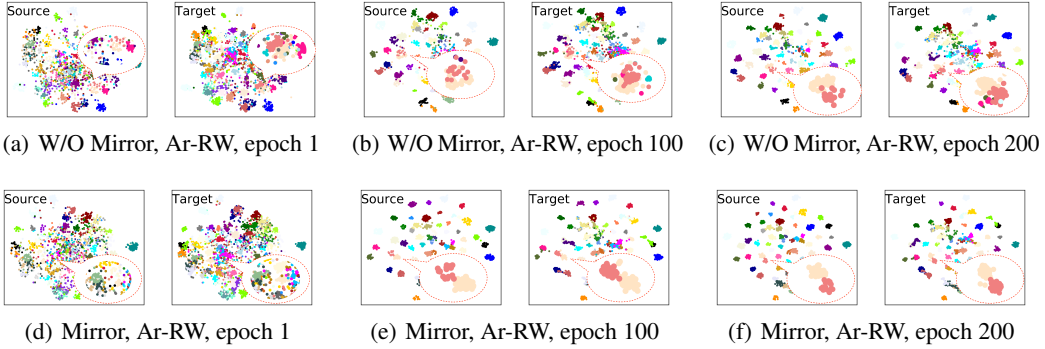 Source
Target
Source
Target
Source
Target
(a) W/O Mirror, Ar-RW, epoch 1
(b) W/O Mirror, Ar-RW, epoch 100
(c) W/O Mirror, Ar-RW, epoch 200
Source
Target
Source
Target
Source
Target
(d) Mirror, Ar-RW, epoch 1
(e) Mirror, Ar-RW, epoch 100
(f) Mirror, Ar-RW, epoch 200